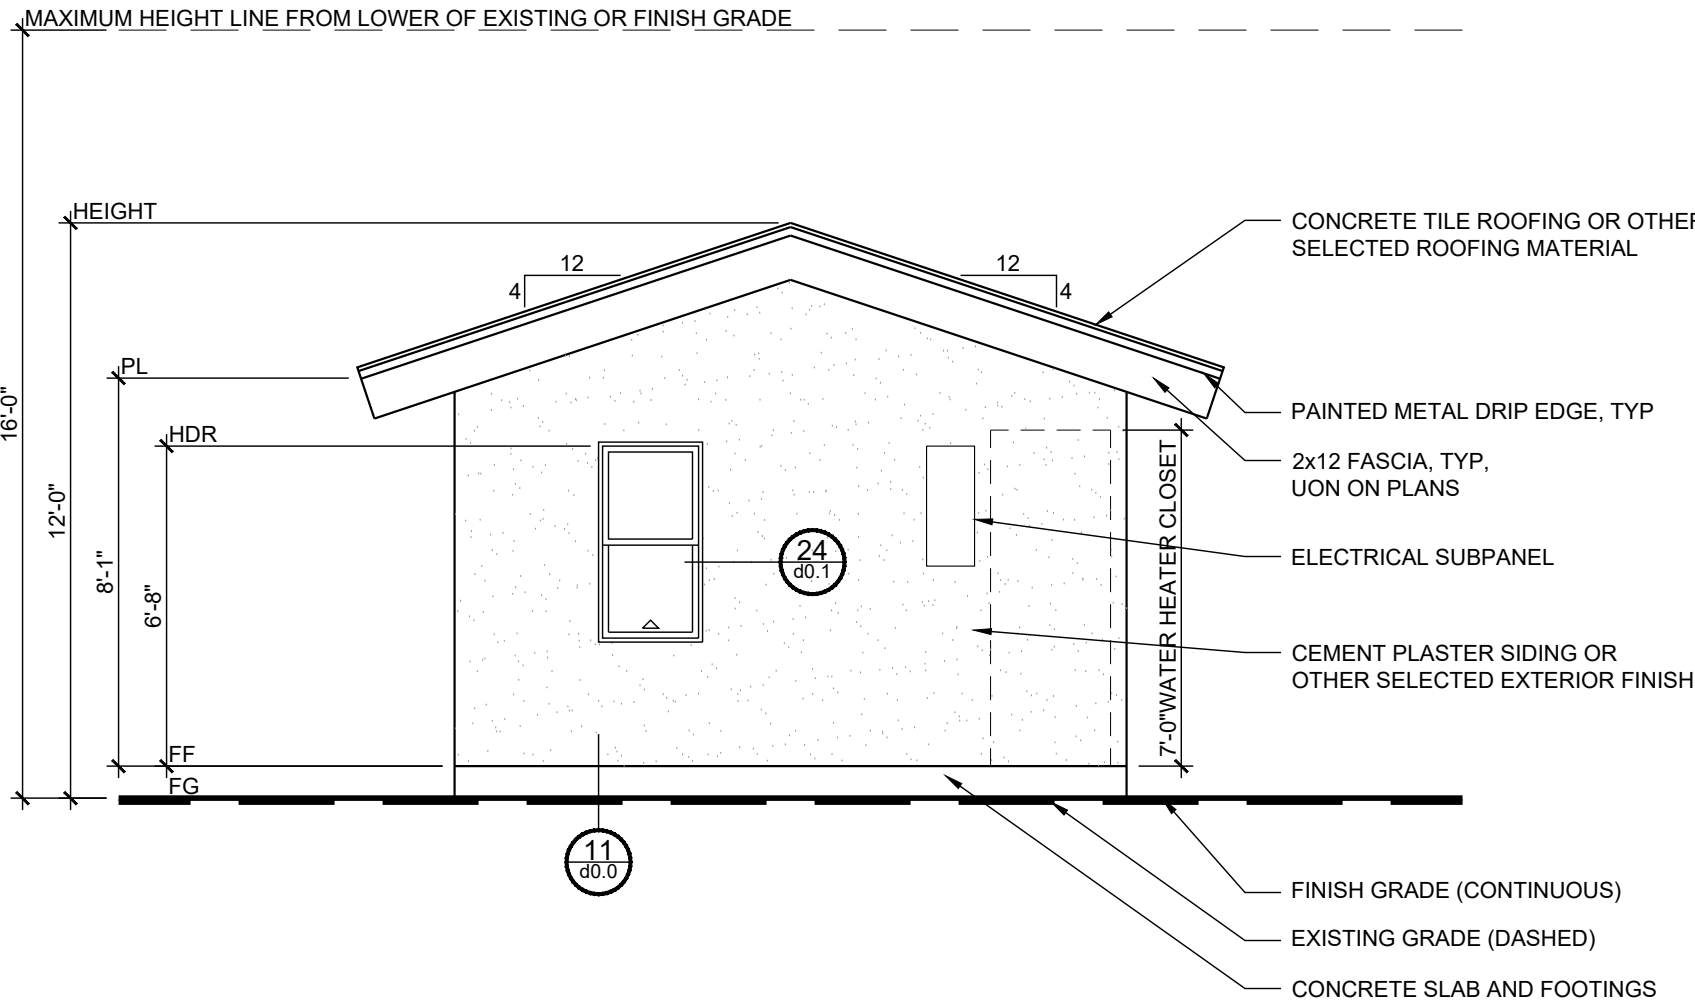 MAXIMUM HEIGHT LINE FROM LOWER OF EXISTING OR FINISH GRADE
HEIGHT
12
4
12
4
CONCRETE TILE ROOFING OR OTHER
SELECTED ROOFING MATERIAL
PL
16'-0"
12'-0"
8'-1"
6'-8"
HDR
PAINTED METAL DRIP EDGE, TYP
2x12 FASCIA, TYP,
UON ON PLANS
24
d0.1
ELECTRICAL SUBPANEL
7'-0"WATER HEATER CLOSET
CEMENT PLASTER SIDING OR
OTHER SELECTED EXTERIOR FINISH
FF
FG
11
d0.0
FINISH GRADE (CONTINUOUS)
EXISTING GRADE (DASHED)
CONCRETE SLAB AND FOOTINGS